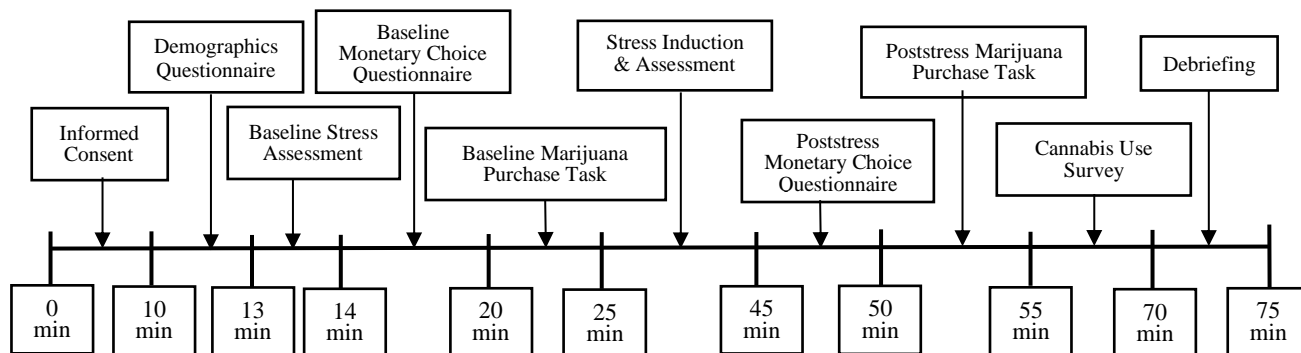 Informed
Consent
Demographics
Questionnaire
Baseline Stress
Assessment
Baseline
Monetary Choice
Questionnaire
Baseline Marijuana
Purchase Task
Stress Induction
& Assessment
Poststress
Monetary Choice
Questionnaire
Poststress Marijuana
Purchase Task
Cannabis Use
Survey
Debriefing
0
min
10
min
13
min
14
min
20
min
25
min
45
min
50
min
55
min
70
min
75
min